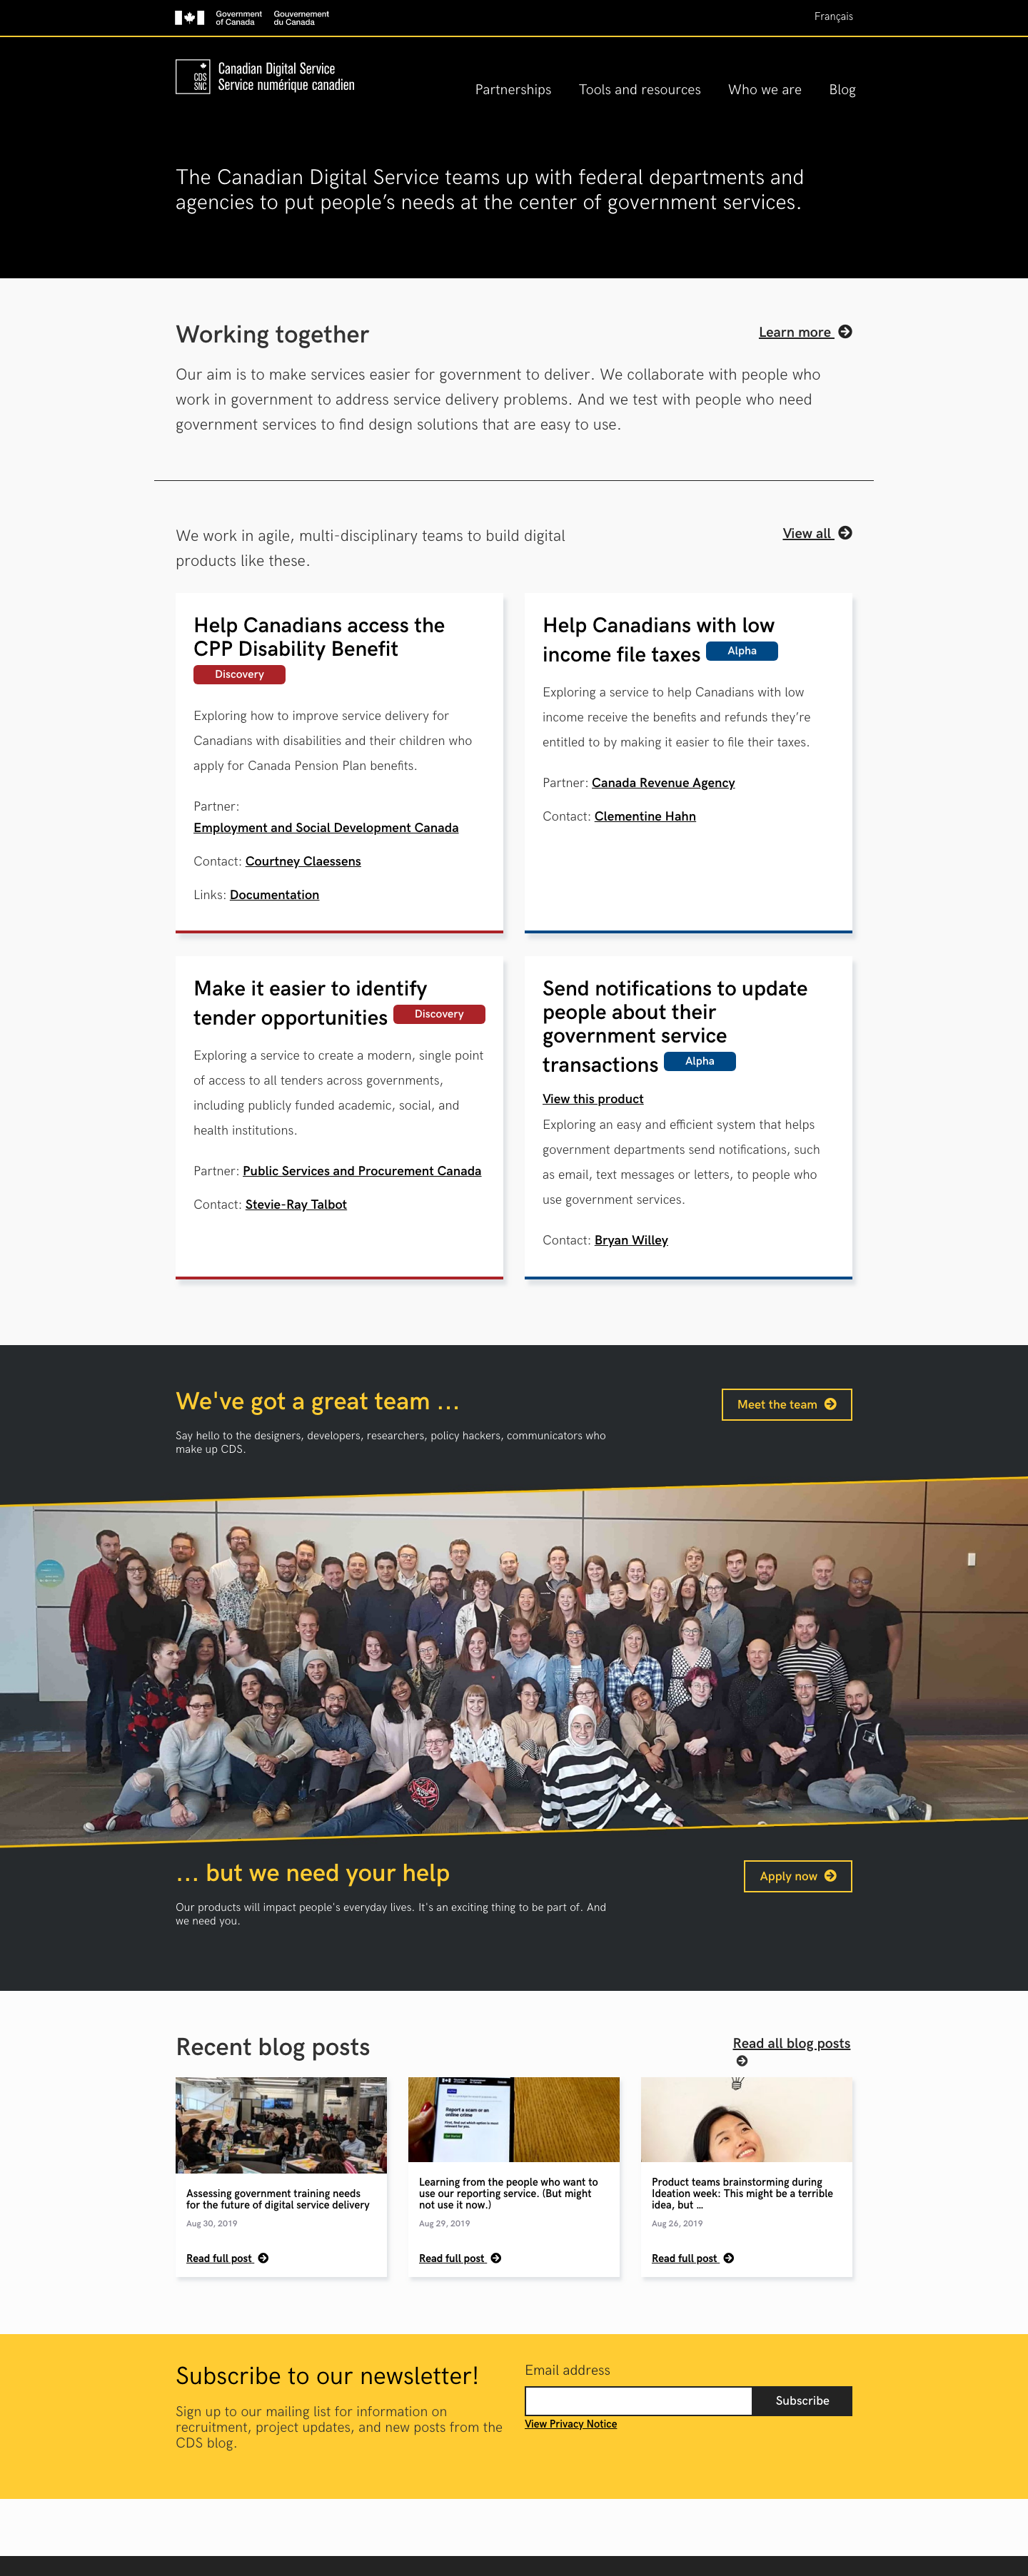 Government
of Canada
Gouvernement
du Canada
Français
CDS
SNC
Canadian Digital Service
Service numérique canadien
Partnerships
Tools and resources
Who we are
Blog
The Canadian Digital Service teams up with federal departments and
agencies to put people’s needs at the center of government services.
Working together
Learn more
Our aim is to make services easier for government to deliver. We collaborate with people who
work in government to address service delivery problems. And we test with people who need
government services to find design solutions that are easy to use.
We work in agile, multi-disciplinary teams to build digital
products like these.
View all
Help Canadians access the
CPP Disability Benefit
Discovery
Exploring how to improve service delivery for
Canadians with disabilities and their children who
apply for Canada Pension Plan benefits.
Partner:
Employment and Social Development Canada
Contact: Courtney Claessens
Links: Documentation
Help Canadians with low
income file taxes Alpha
Exploring a service to help Canadians with low
income receive the benefits and refunds they’re
entitled to by making it easier to file their taxes.
Partner: Canada Revenue Agency
Contact: Clementine Hahn
Make it easier to identify
tender opportunities Discovery
Exploring a service to create a modern, single point
of access to all tenders across governments,
including publicly funded academic, social, and
health institutions.
Partner: Public Services and Procurement Canada
Contact: Stevie-Ray Talbot
Send notifications to update
people about their
government service
transactions Alpha
View this product
Exploring an easy and efficient system that helps
government departments send notifications, such
as email, text messages or letters, to people who
use government services.
Contact: Bryan Willey
We've got a great team ...
Meet the team
Say hello to the designers, developers, researchers, policy hackers, communicators who
make up CDS.
... but we need your help
Apply now
Our products will impact people's everyday lives. It's an exciting thing to be part of. And
we need you.
Recent blog posts
Read all blog posts
Assessing government training needs
for the future of digital service delivery
Aug 30, 2019
Read full post
Report a scam or an
online crime
Learning from the people who want to
use our reporting service. (But might
not use it now.)
Aug 29, 2019
Read full post
Product teams brainstorming during
Ideation week: This might be a terrible
idea, but ...
Aug 26, 2019
Read full post
Subscribe to our newsletter!
Sign up to our mailing list for information on
recruitment, project updates, and new posts from the
CDS blog.
Email address
Subscribe
View Privacy Notice